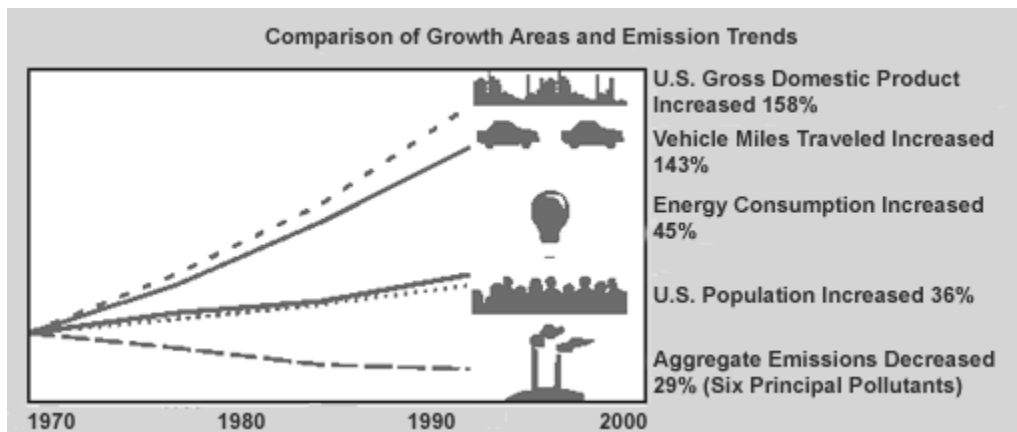 Comparison of Growth Areas and Emission Trends
U.S. Gross Domestic Product
Increased 158%
Vehicle Miles Traveled Increased
143%
Energy Consumption Increased
45%
U.S. Population Increased 36%
Aggregate Emissions Decreased
29% (Six Principal Pollutants)
1970 1980 1990 2000